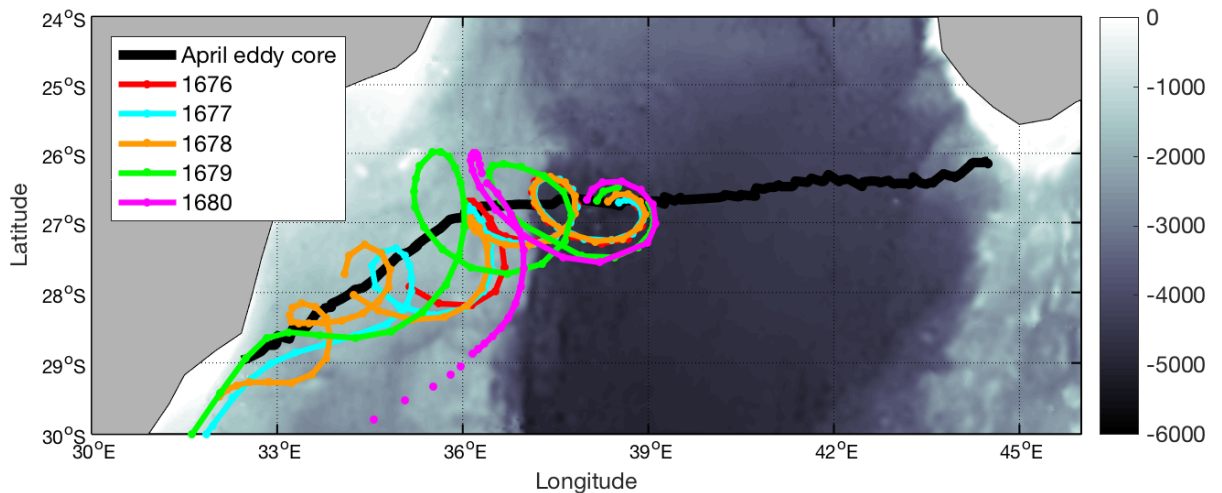 24°S
25°S
26°S
27°S
28°S
29°S
30°S
Latitude
April eddy core
1676
1677
1678
1679
1680
30°E
33°E
36°E
39°E
42°E
45°E
Longitude
0
-1000
-2000
-3000
-4000
-5000
-6000